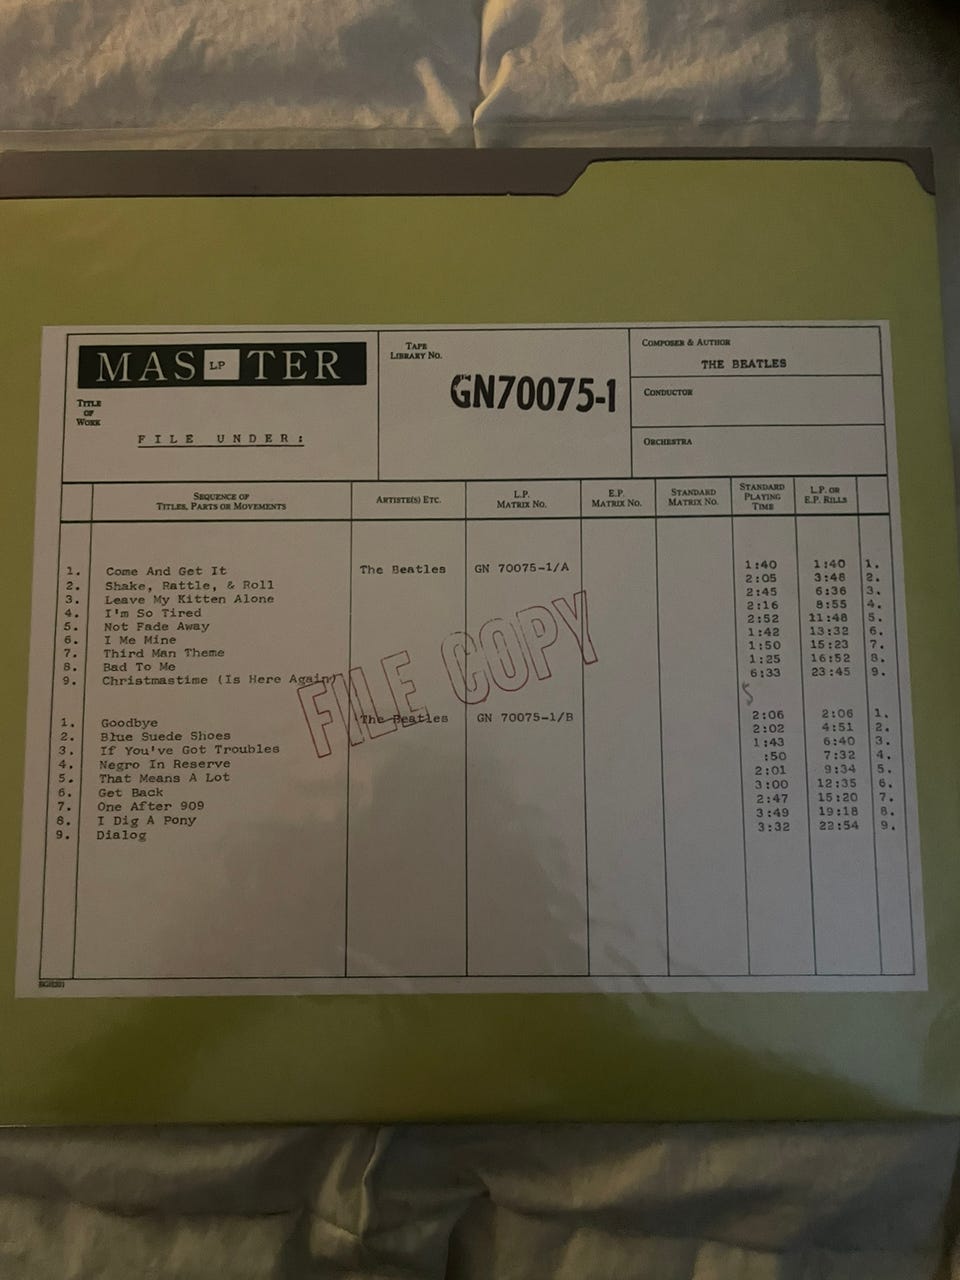 MAS LP TER
TITLE OF WORK
FILE UNDER:
TAPE LIBRARY No.
GN70075-1
COMPOSER & AUTHOR
THE BEATLES
CONDUCTOR
ORCHESTRA
SEQUENCE OF TITLES, PARTS OR MOVEMENTS ARTISTE(S) ETC. L.P. MATRIX No. E.P. MATRIX No. STANDARD MATRIX No. STANDARD PLAYING TIME L.P. OR E.P. RILLS
1. Come And Get It The Beatles GN 70075-1/A 1:40 1:40 1.
2. Shake, Rattle, & Roll 2:05 3:48 2.
3. Leave My Kitten Alone 2:45 6:36 3.
4. I'm So Tired 2:16 8:55 4.
5. Not Fade Away 2:52 11:48 5.
6. I Me Mine 1:42 13:32 6.
7. Third Man Theme 1:50 15:23 7.
8. Bad To Me 1:25 16:52 8.
9. Christmastime (Is Here Again) 6:33 23:45 9.
FILE COPY
1. Goodbye The Beatles GN 70075-1/B 2:06 2:06 1.
2. Blue Suede Shoes 2:02 4:51 2.
3. If You've Got Troubles 1:43 6:40 3.
4. Negro In Reserve :50 7:32 4.
5. That Means A Lot 2:01 9:34 5.
6. Get Back 3:00 12:35 6.
7. One After 909 2:47 15:20 7.
8. I Dig A Pony 3:49 19:18 8.
9. Dialog 3:32 22:54 9.